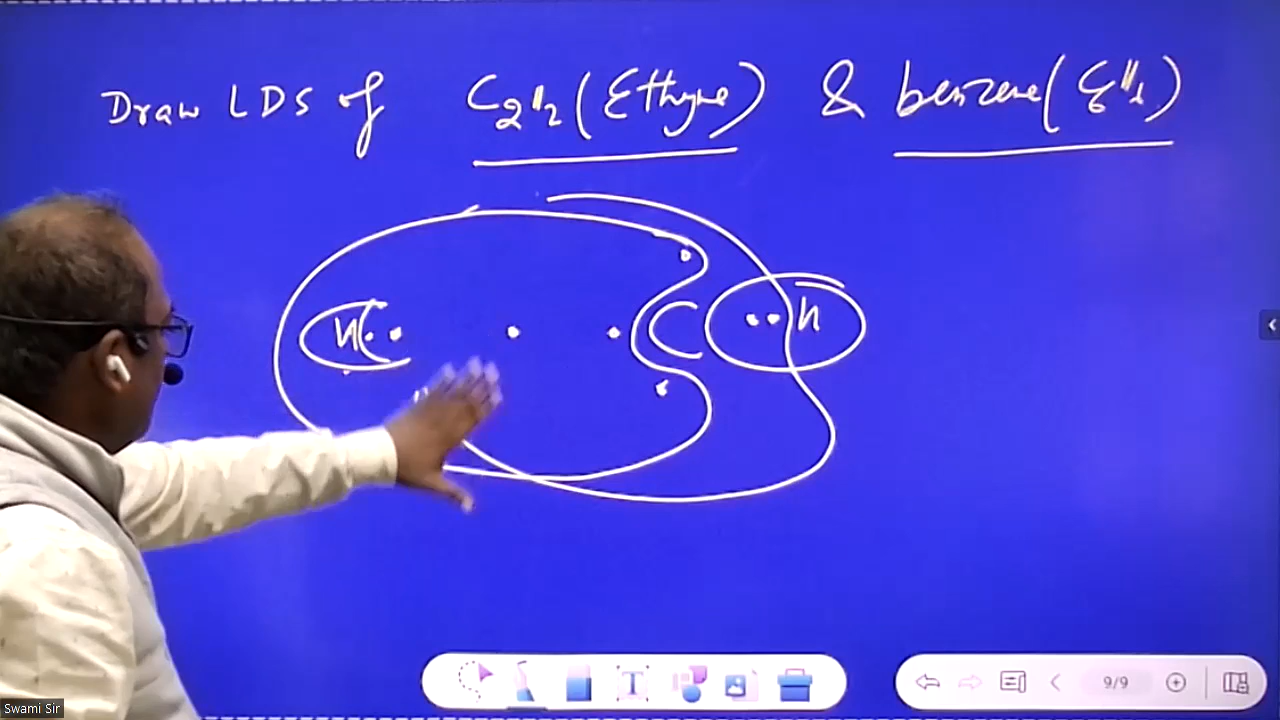 Draw LDS of C2H2 (Ethyne) & benzene (C6H6)
H C H
9/9
T
Swami Sir